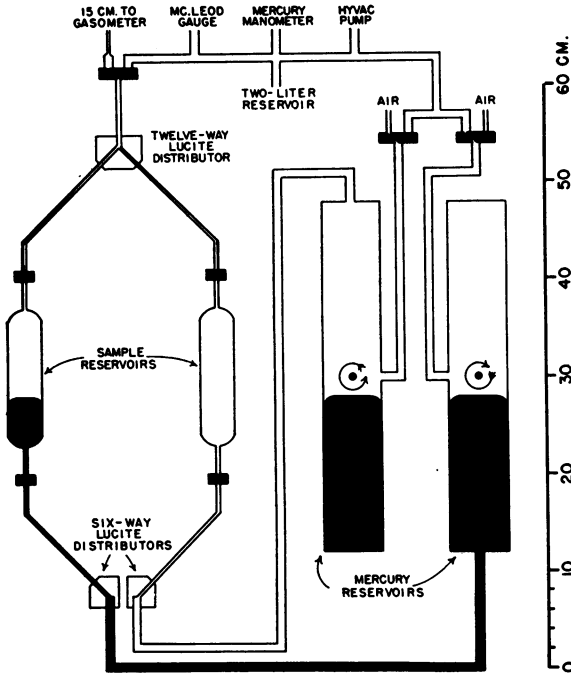 15 CM. TO
GASOMETER
MC. LEOD
GAUGE
MERCURY
MANOMETER
HYVAC
PUMP
TWO-LITER
RESERVOIR
AIR
AIR
TWELVE-WAY
LUCITE
DISTRIBUTOR
SAMPLE
RESERVOIRS
SIX-WAY
LUCITE
DISTRIBUTORS
MERCURY
RESERVOIRS
60 CM.
50
40
30
20
10
0